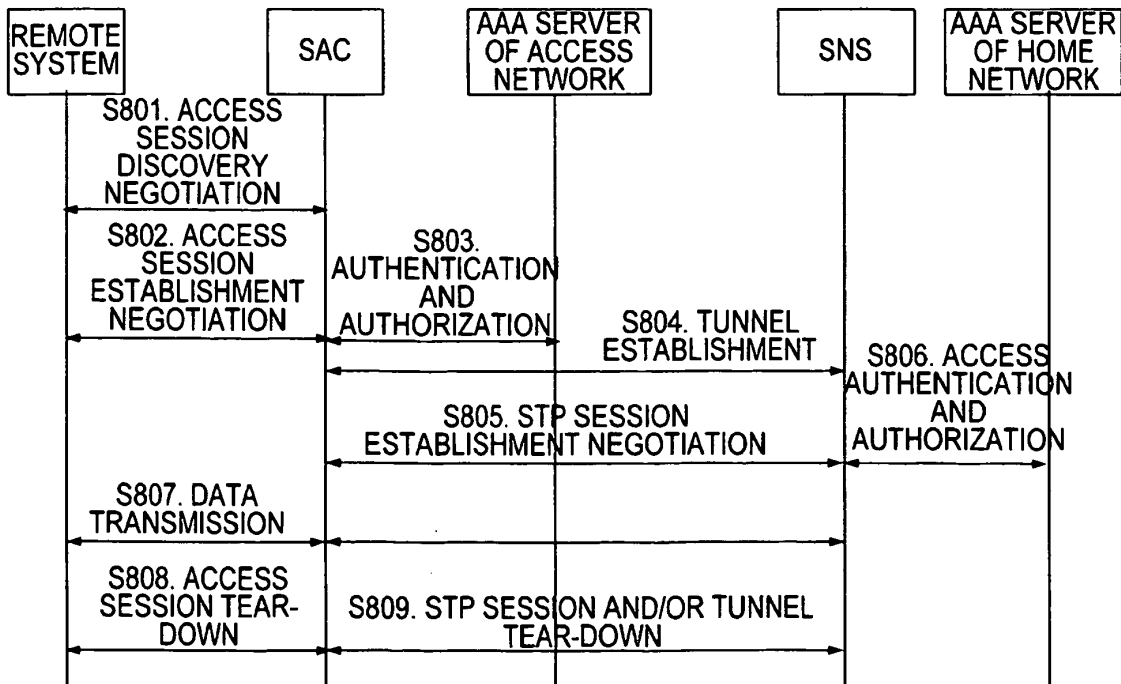 REMOTE
SYSTEM
SAC
AAA SERVER
OF ACCESS
NETWORK
SNS
AAA SERVER
OF HOME
NETWORK
S801. ACCESS
SESSION
DISCOVERY
NEGOTIATION
S802. ACCESS
SESSION
ESTABLISHMENT
NEGOTIATION
S803.
AUTHENTICATION
AND
AUTHORIZATION
S804. TUNNEL
ESTABLISHMENT
S805. STP SESSION
ESTABLISHMENT NEGOTIATION
S806. ACCESS
AUTHENTICATION
AND
AUTHORIZATION
S807. DATA
TRANSMISSION
S808. ACCESS
SESSION TEAR-
DOWN
S809. STP SESSION AND/OR TUNNEL
TEAR-DOWN